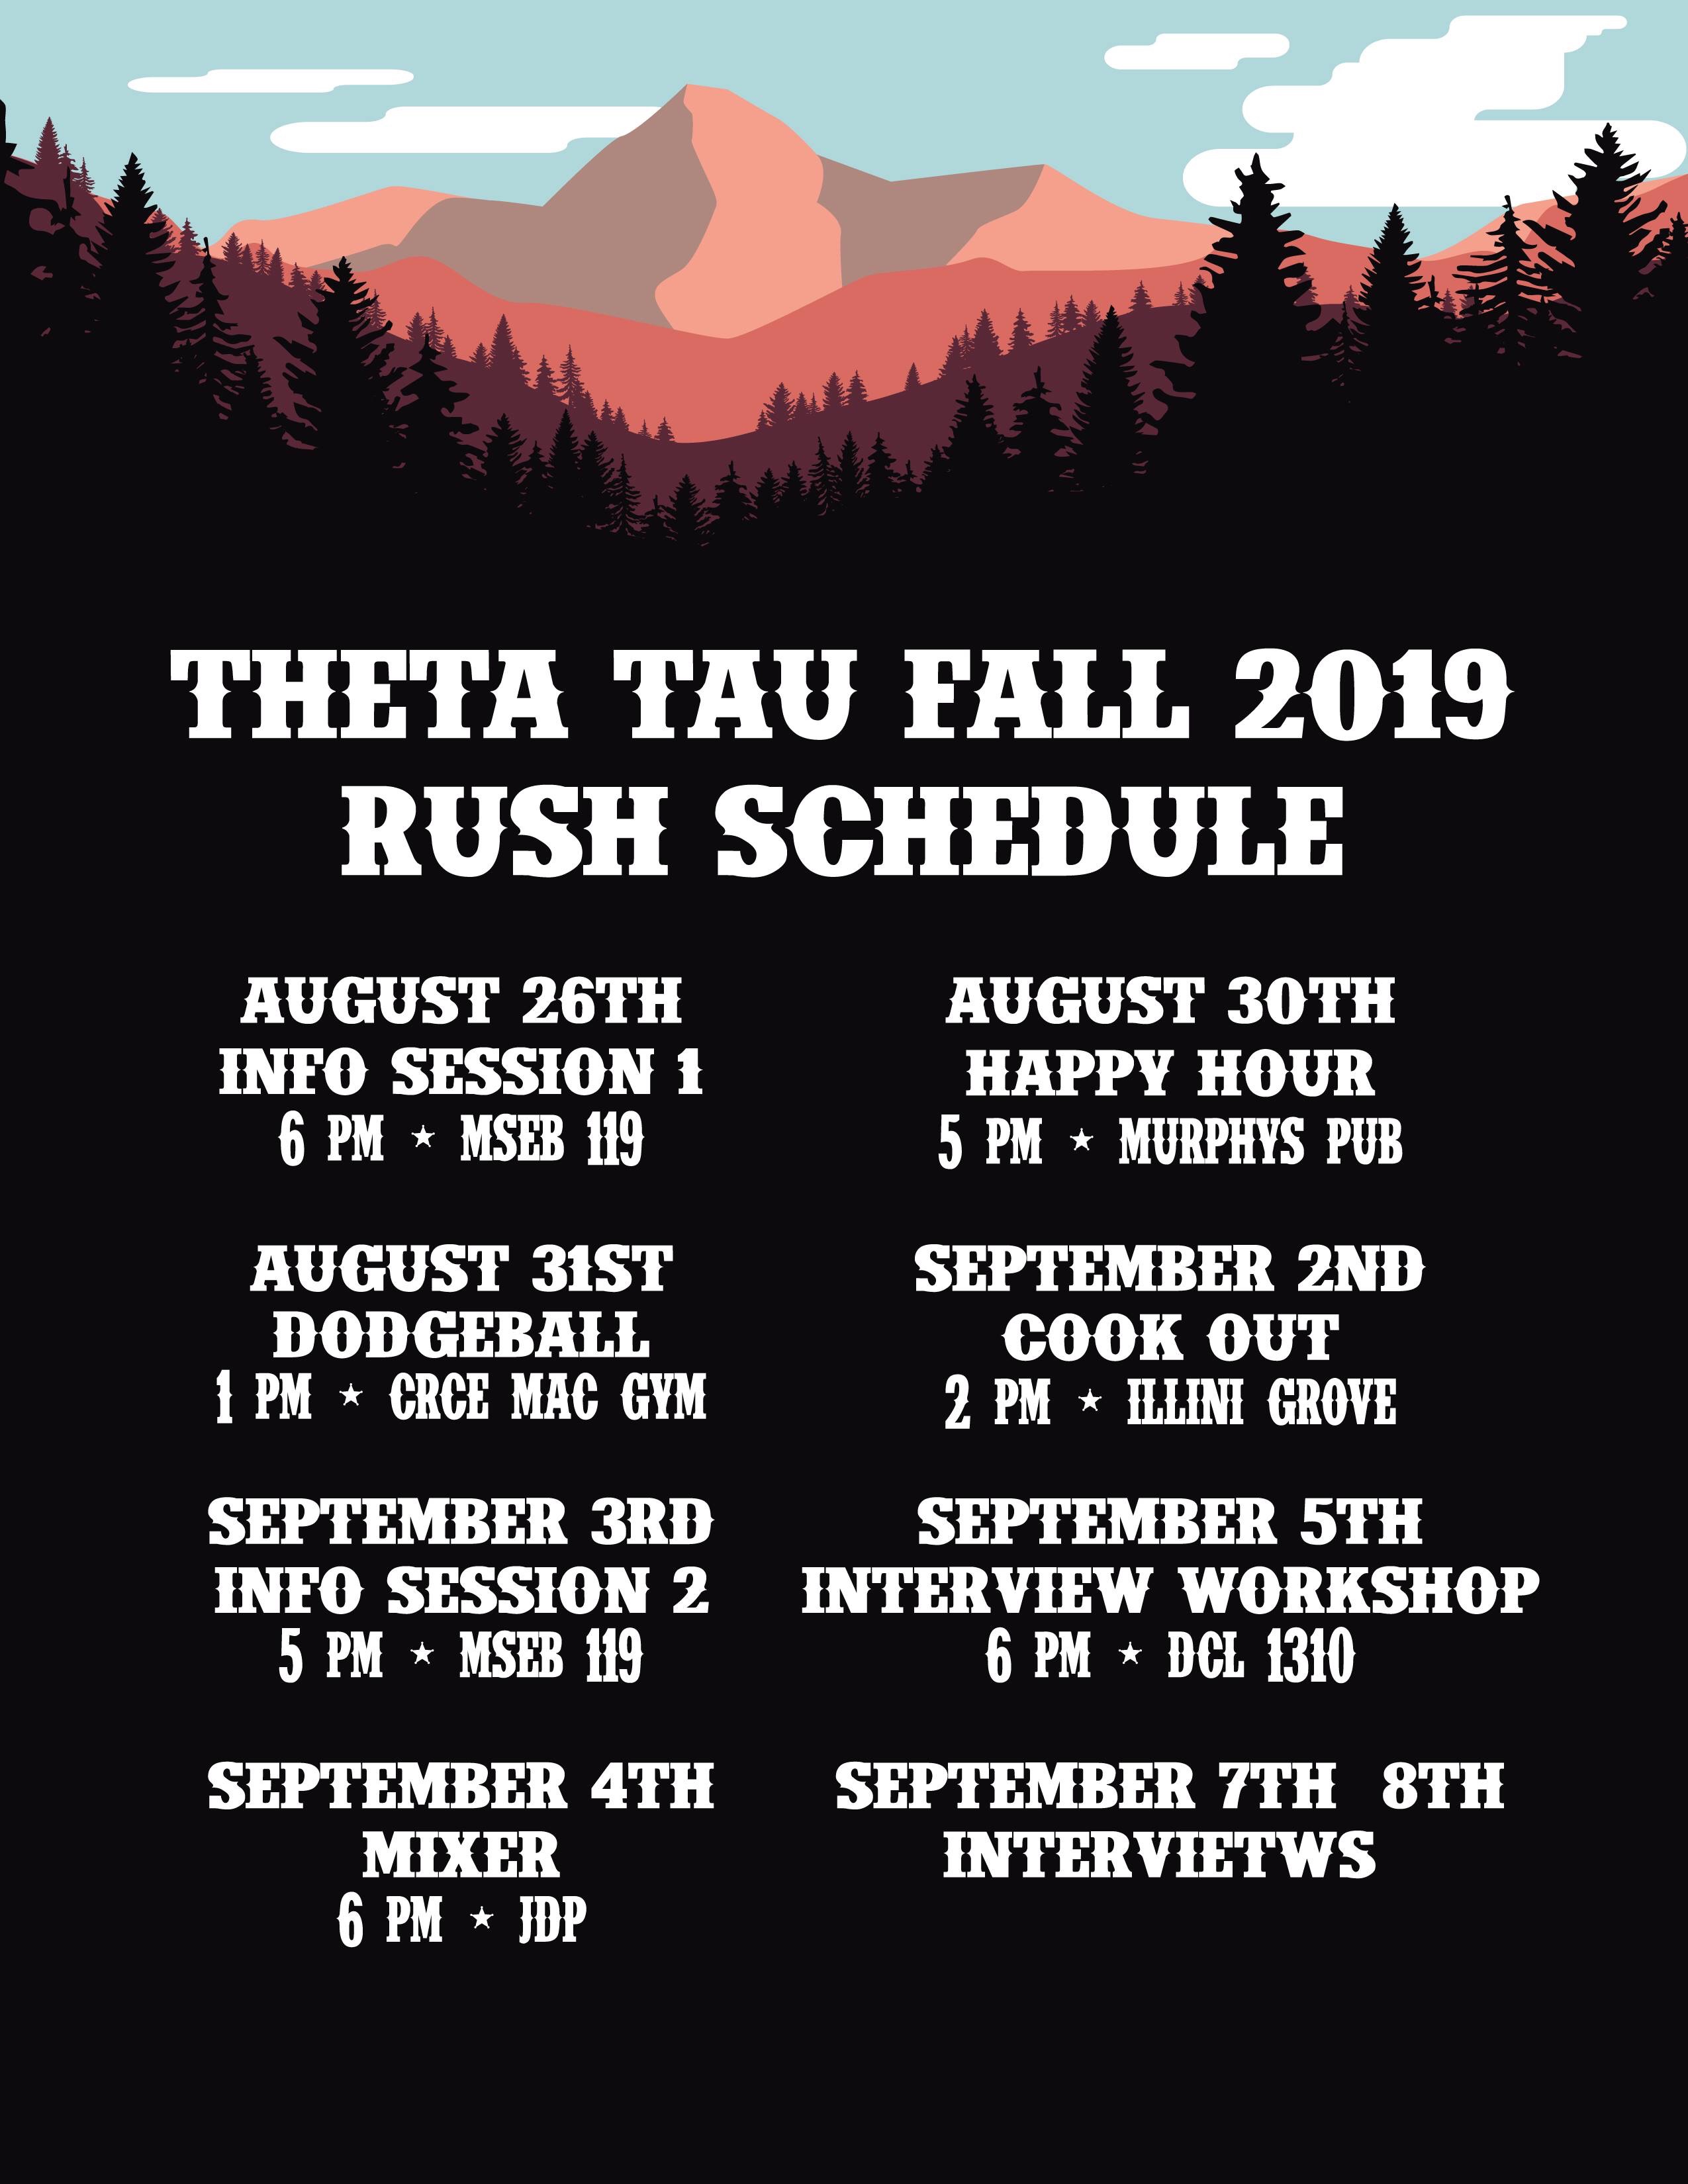 THETA TAU FALL 2019
RUSH SCHEDULE
AUGUST 26TH
INFO SESSION 1
6 PM ★ MSEB 119
AUGUST 30TH
HAPPY HOUR
5 PM ★ MURPHYS PUB
AUGUST 31ST
DODGEBALL
1 PM ★ CRCE MAC GYM
SEPTEMBER 2ND
COOK OUT
2 PM ★ ILLINI GROVE
SEPTEMBER 3RD
INFO SESSION 2
5 PM ★ MSEB 119
SEPTEMBER 5TH
INTERVIEW WORKSHOP
6 PM ★ DCL 1310
SEPTEMBER 4TH
MIXER
6 PM ★ JDP
SEPTEMBER 7TH 8TH
INTERVIETWS